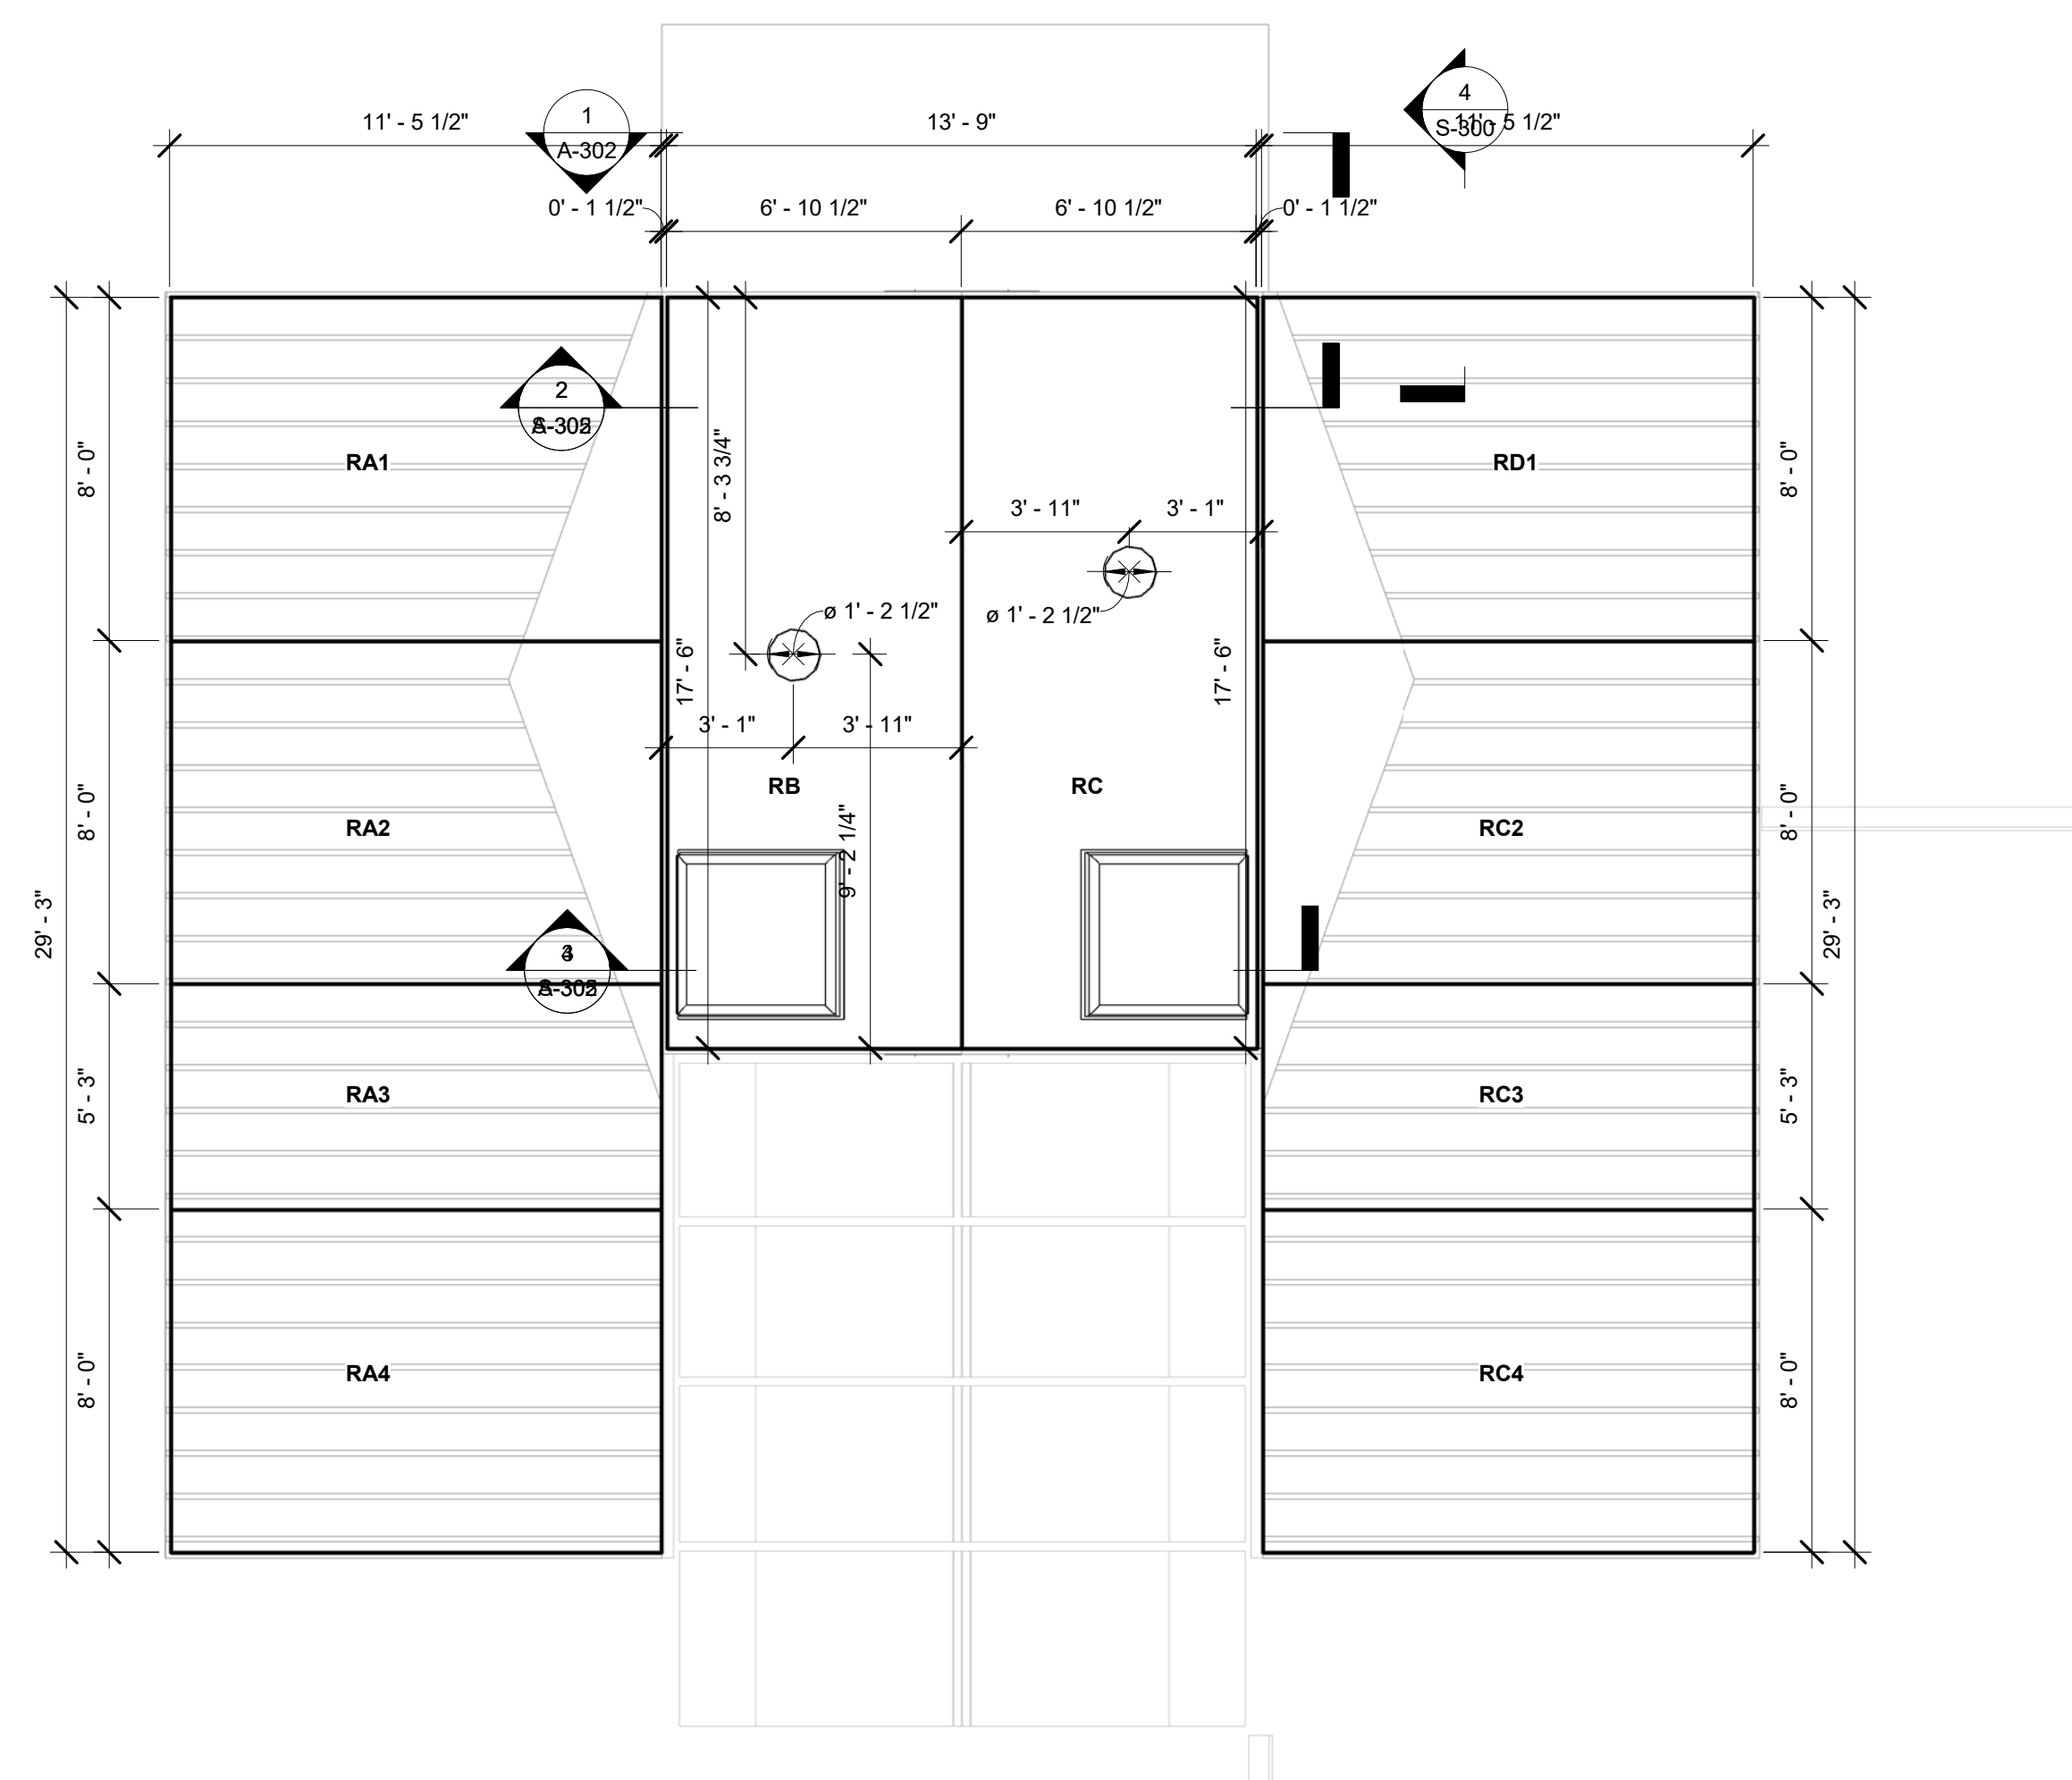 11' - 5 1/2"
1
A-302
13' - 9"
4
S-300
11' - 5 1/2"
0' - 1 1/2"
6' - 10 1/2"
6' - 10 1/2"
0' - 1 1/2"
2
8' - 0"
RA1
8' - 3 3/4"
3' - 11"
3' - 1"
RD1
8' - 0"
ø 1' - 2 1/2"
ø 1' - 2 1/2"
17' - 6"
17' - 6"
3' - 1"
3' - 11"
RB
RC
8' - 0"
RA2
9' - 2 1/4"
RC2
8' - 0"
29' - 3"
29' - 3"
5' - 3"
RA3
RC3
5' - 3"
8' - 0"
RA4
RC4
8' - 0"